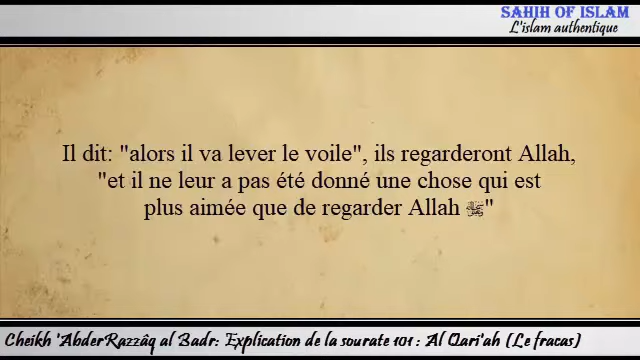 SAHIH OF ISLAM
L'islam authentique
Il dit: "alors il va lever le voile", ils regarderont Allah,
"et il ne leur a pas été donné une chose qui est
plus aimée que de regarder Allah "
Cheikh 'AbderRazzâq al Badr: Explication de la sourate 101 : Al Qari'ah (Le fracas)